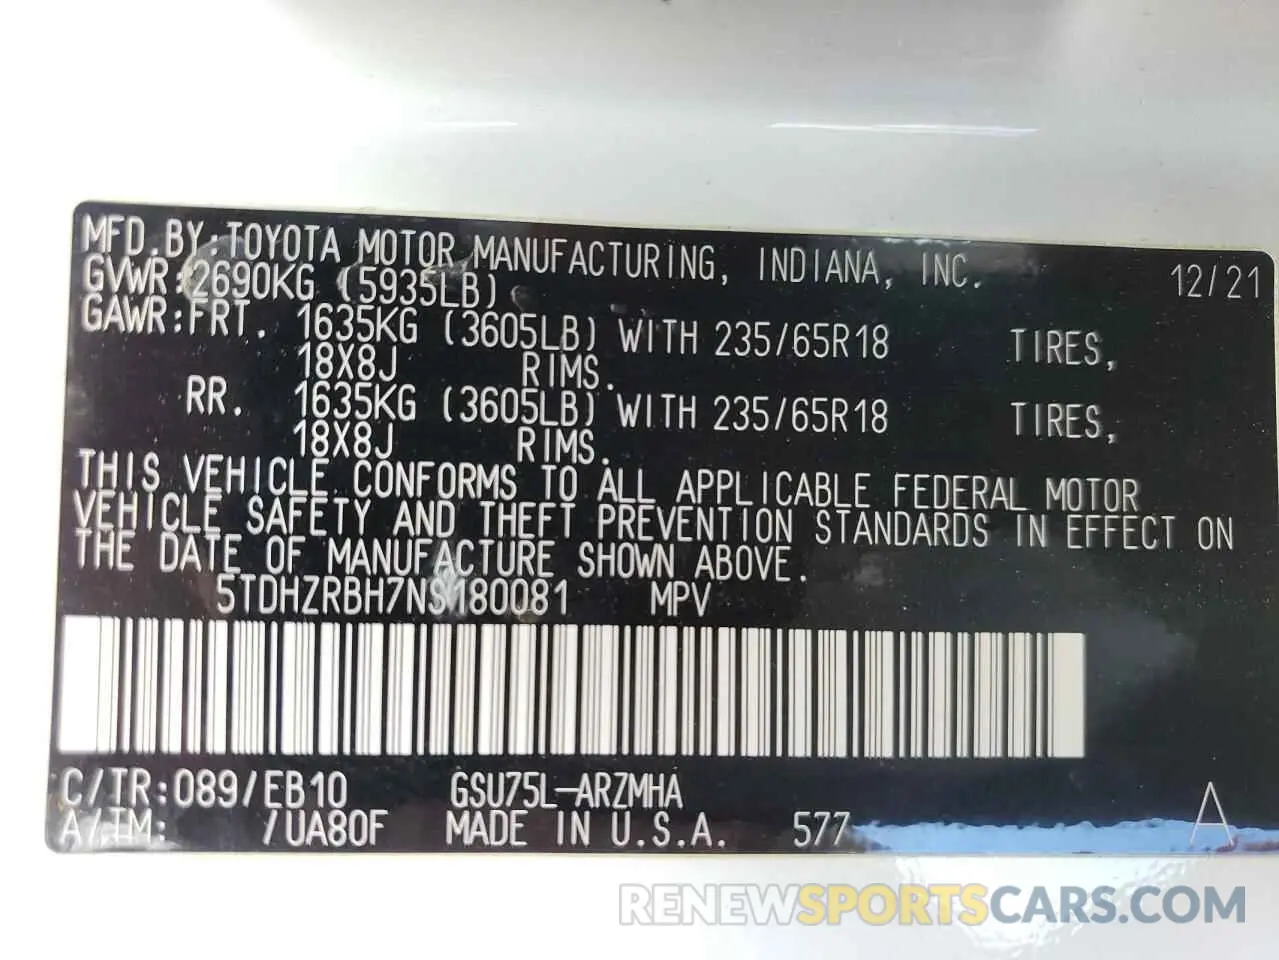 MFD.BY:TOYOTA MOTOR MANUFACTURING, INDIANA, INC. 12/21
GVWR:2690KG (5935LB)
GAWR:FRT. 1635KG (3605LB) WITH 235/65R18 TIRES,
18X8J RIMS.
RR. 1635KG (3605LB) WITH 235/65R18 TIRES,
18X8J RIMS.
THIS VEHICLE CONFORMS TO ALL APPLICABLE FEDERAL MOTOR
VEHICLE SAFETY AND THEFT PREVENTION STANDARDS IN EFFECT ON
THE DATE OF MANUFACTURE SHOWN ABOVE.
5TDHZRBH7NS180081 MPV
C/TR:089/EB10 GSU75L-ARZMHA
A/TM: /UA80F MADE IN U.S.A. 577 A
RENEWSPORTSCARS.COM